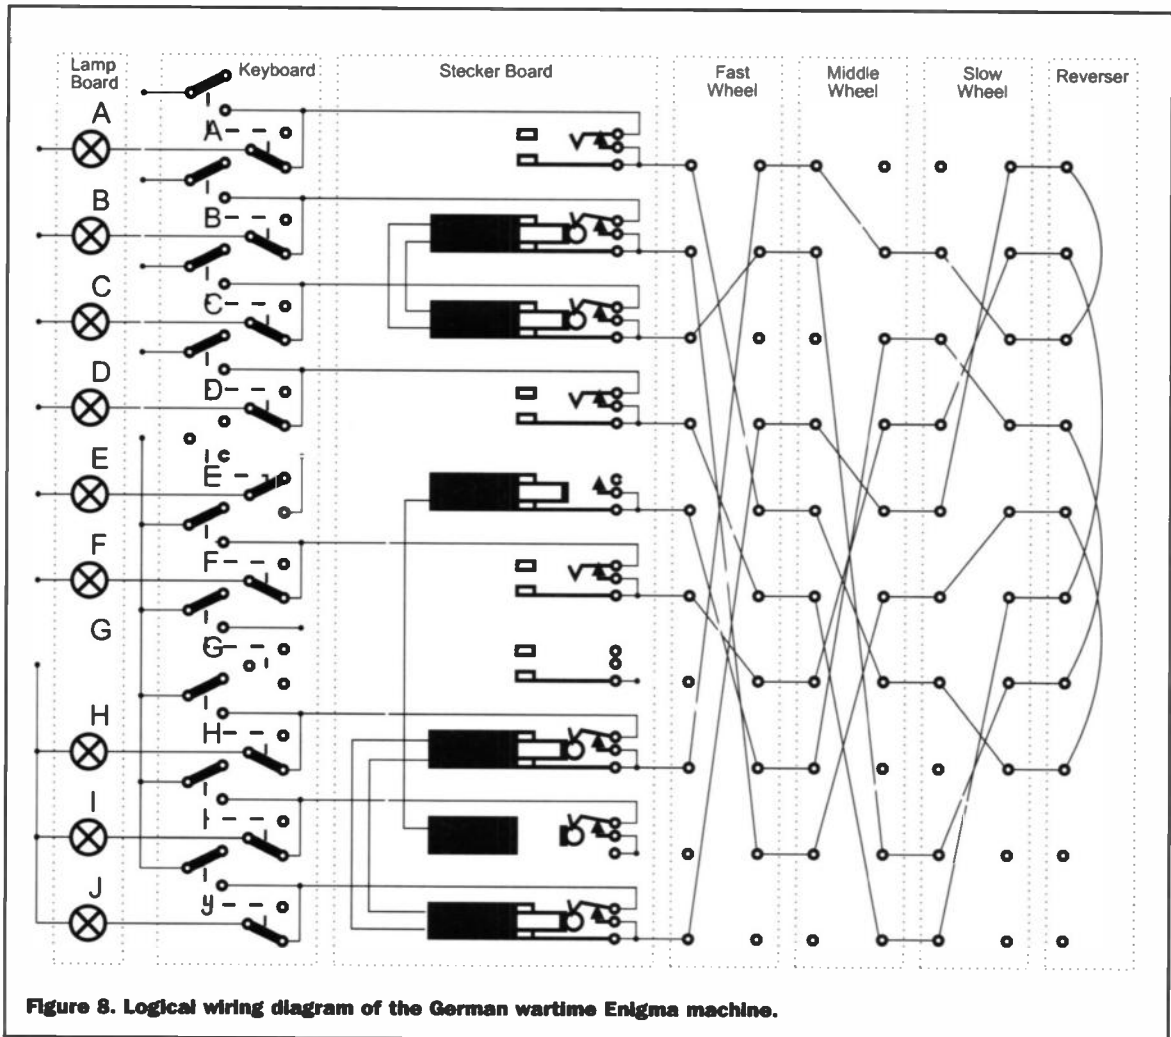 Lamp Board
Keyboard
Stecker Board
Fast Wheel
Middle Wheel
Slow Wheel
Reverser
A
A
B
B
C
C
D
D
E
E
F
F
G
G
H
H
I
I
J
y
Figure 8. Logical wiring diagram of the German wartime Enigma machine.